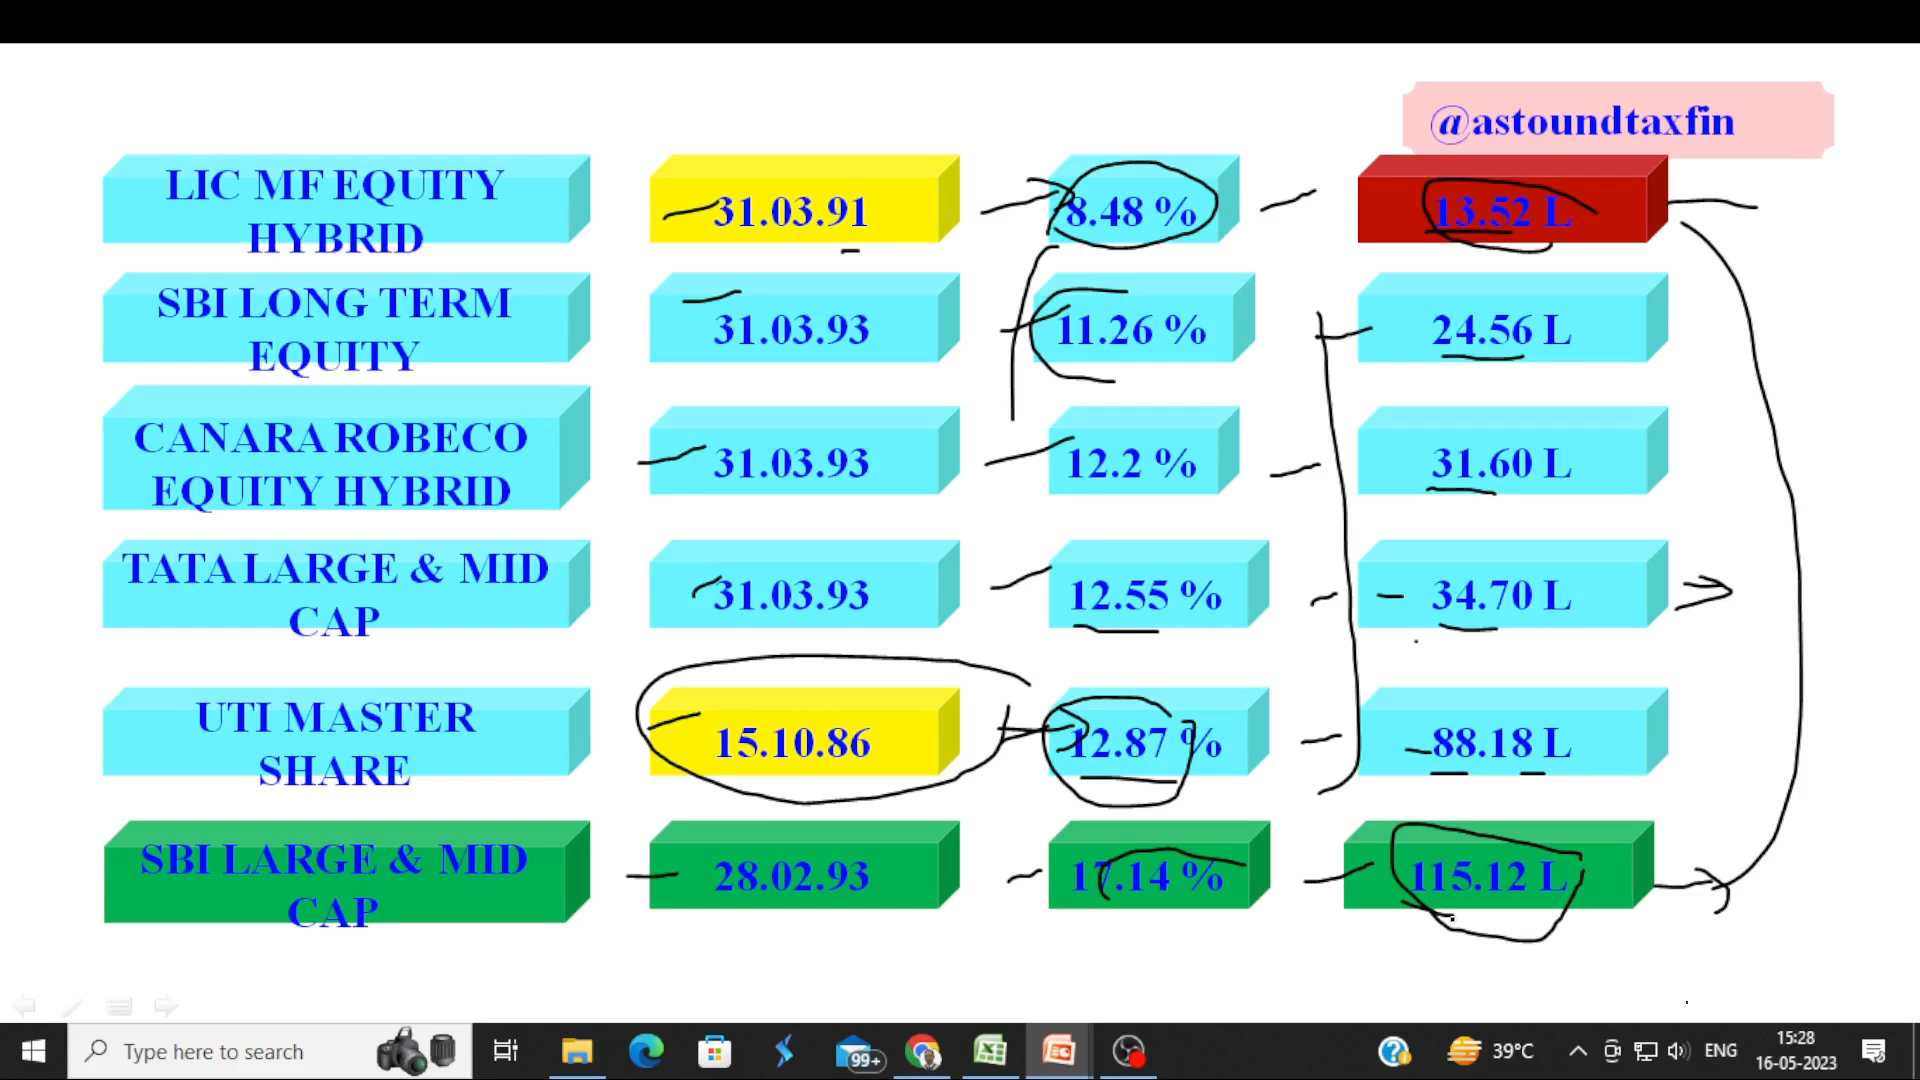 @astoundtaxfin
LIC MF EQUITY
HYBRID
31.03.91
8.48 %
13.52 L
SBI LONG TERM
EQUITY
31.03.93
11.26 %
24.56 L
CANARA ROBECO
EQUITY HYBRID
31.03.93
12.2 %
31.60 L
TATA LARGE & MID
CAP
31.03.93
12.55 %
34.70 L
UTI MASTER
SHARE
15.10.86
12.87 %
88.18 L
SBI LARGE & MID
CAP
28.02.93
17.14 %
115.12 L
Type here to search
99+
39°C
ENG
15:28
16-05-2023